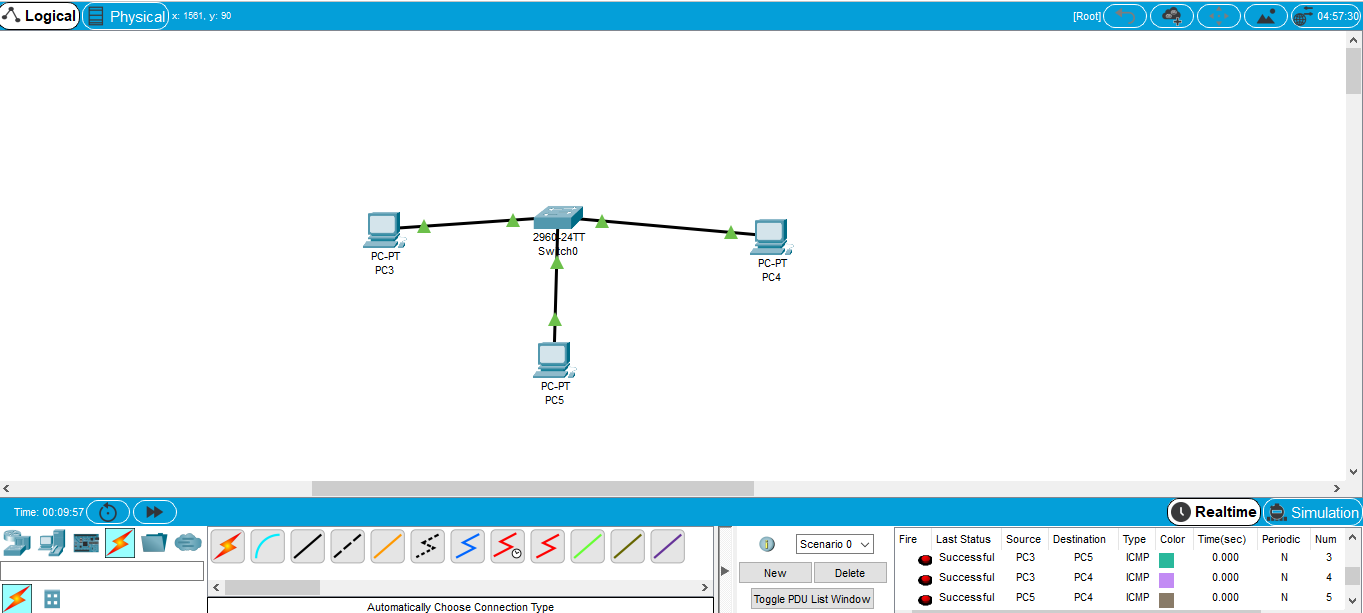 Logical Physical x: 1561, y: 90 [Root] 04:57:30
2960-24TT
Switch0
PC-PT
PC3
PC-PT
PC4
PC-PT
PC5
Time: 00:09:57 Realtime Simulation
Scenario 0
New Delete
Toggle PDU List Window
Automatically Choose Connection Type
Fire Last Status Source Destination Type Color Time(sec) Periodic Num
Successful PC3 PC5 ICMP 0.000 N 3
Successful PC3 PC4 ICMP 0.000 N 4
Successful PC5 PC4 ICMP 0.000 N 5